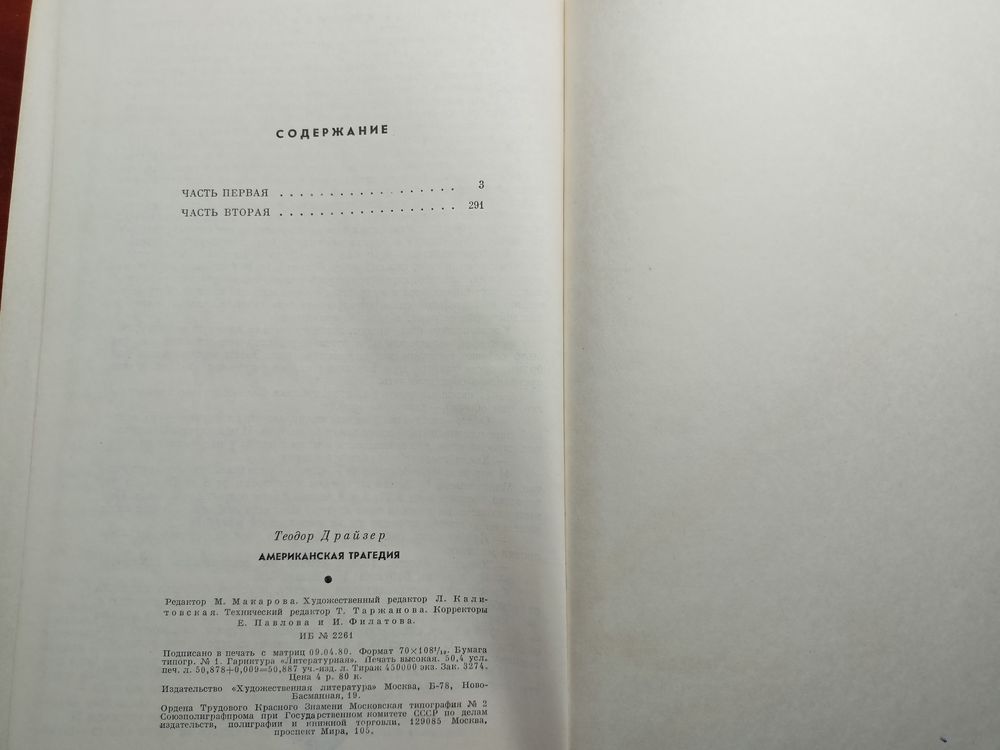 СОДЕРЖАНИЕ
ЧАСТЬ ПЕРВАЯ . . . . . . . . . . . . . . . . . . 3
ЧАСТЬ ВТОРАЯ . . . . . . . . . . . . . . . . . . 291
Теодор Драйзер
АМЕРИКАНСКАЯ ТРАГЕДИЯ
Редактор М. Макарова. Художественный редактор Л. Кали-
товская. Технический редактор Т. Таржанова. Корректоры
Е. Павлова и И. Филатова.
ИБ № 2261
Подписано в печать с матриц 09.04.80. Формат 70×108¹/₁₆. Бумага
типогр. № 1. Гарнитура «Литературная». Печать высокая. 50,4 усл.
печ. л. 50,878+0,009=50,887 уч.-изд. л. Тираж 450000 экз. Зак. 3274.
Цена 4 р. 80 к.
Издательство «Художественная литература» Москва, Б-78, Ново-
Басманная, 19.
Ордена Трудового Красного Знамени Московская типография № 2
Союзполиграфпрома при Государственном комитете СССР по делам
издательств, полиграфии и книжной торговли. 129085 Москва,
проспект Мира, 105.